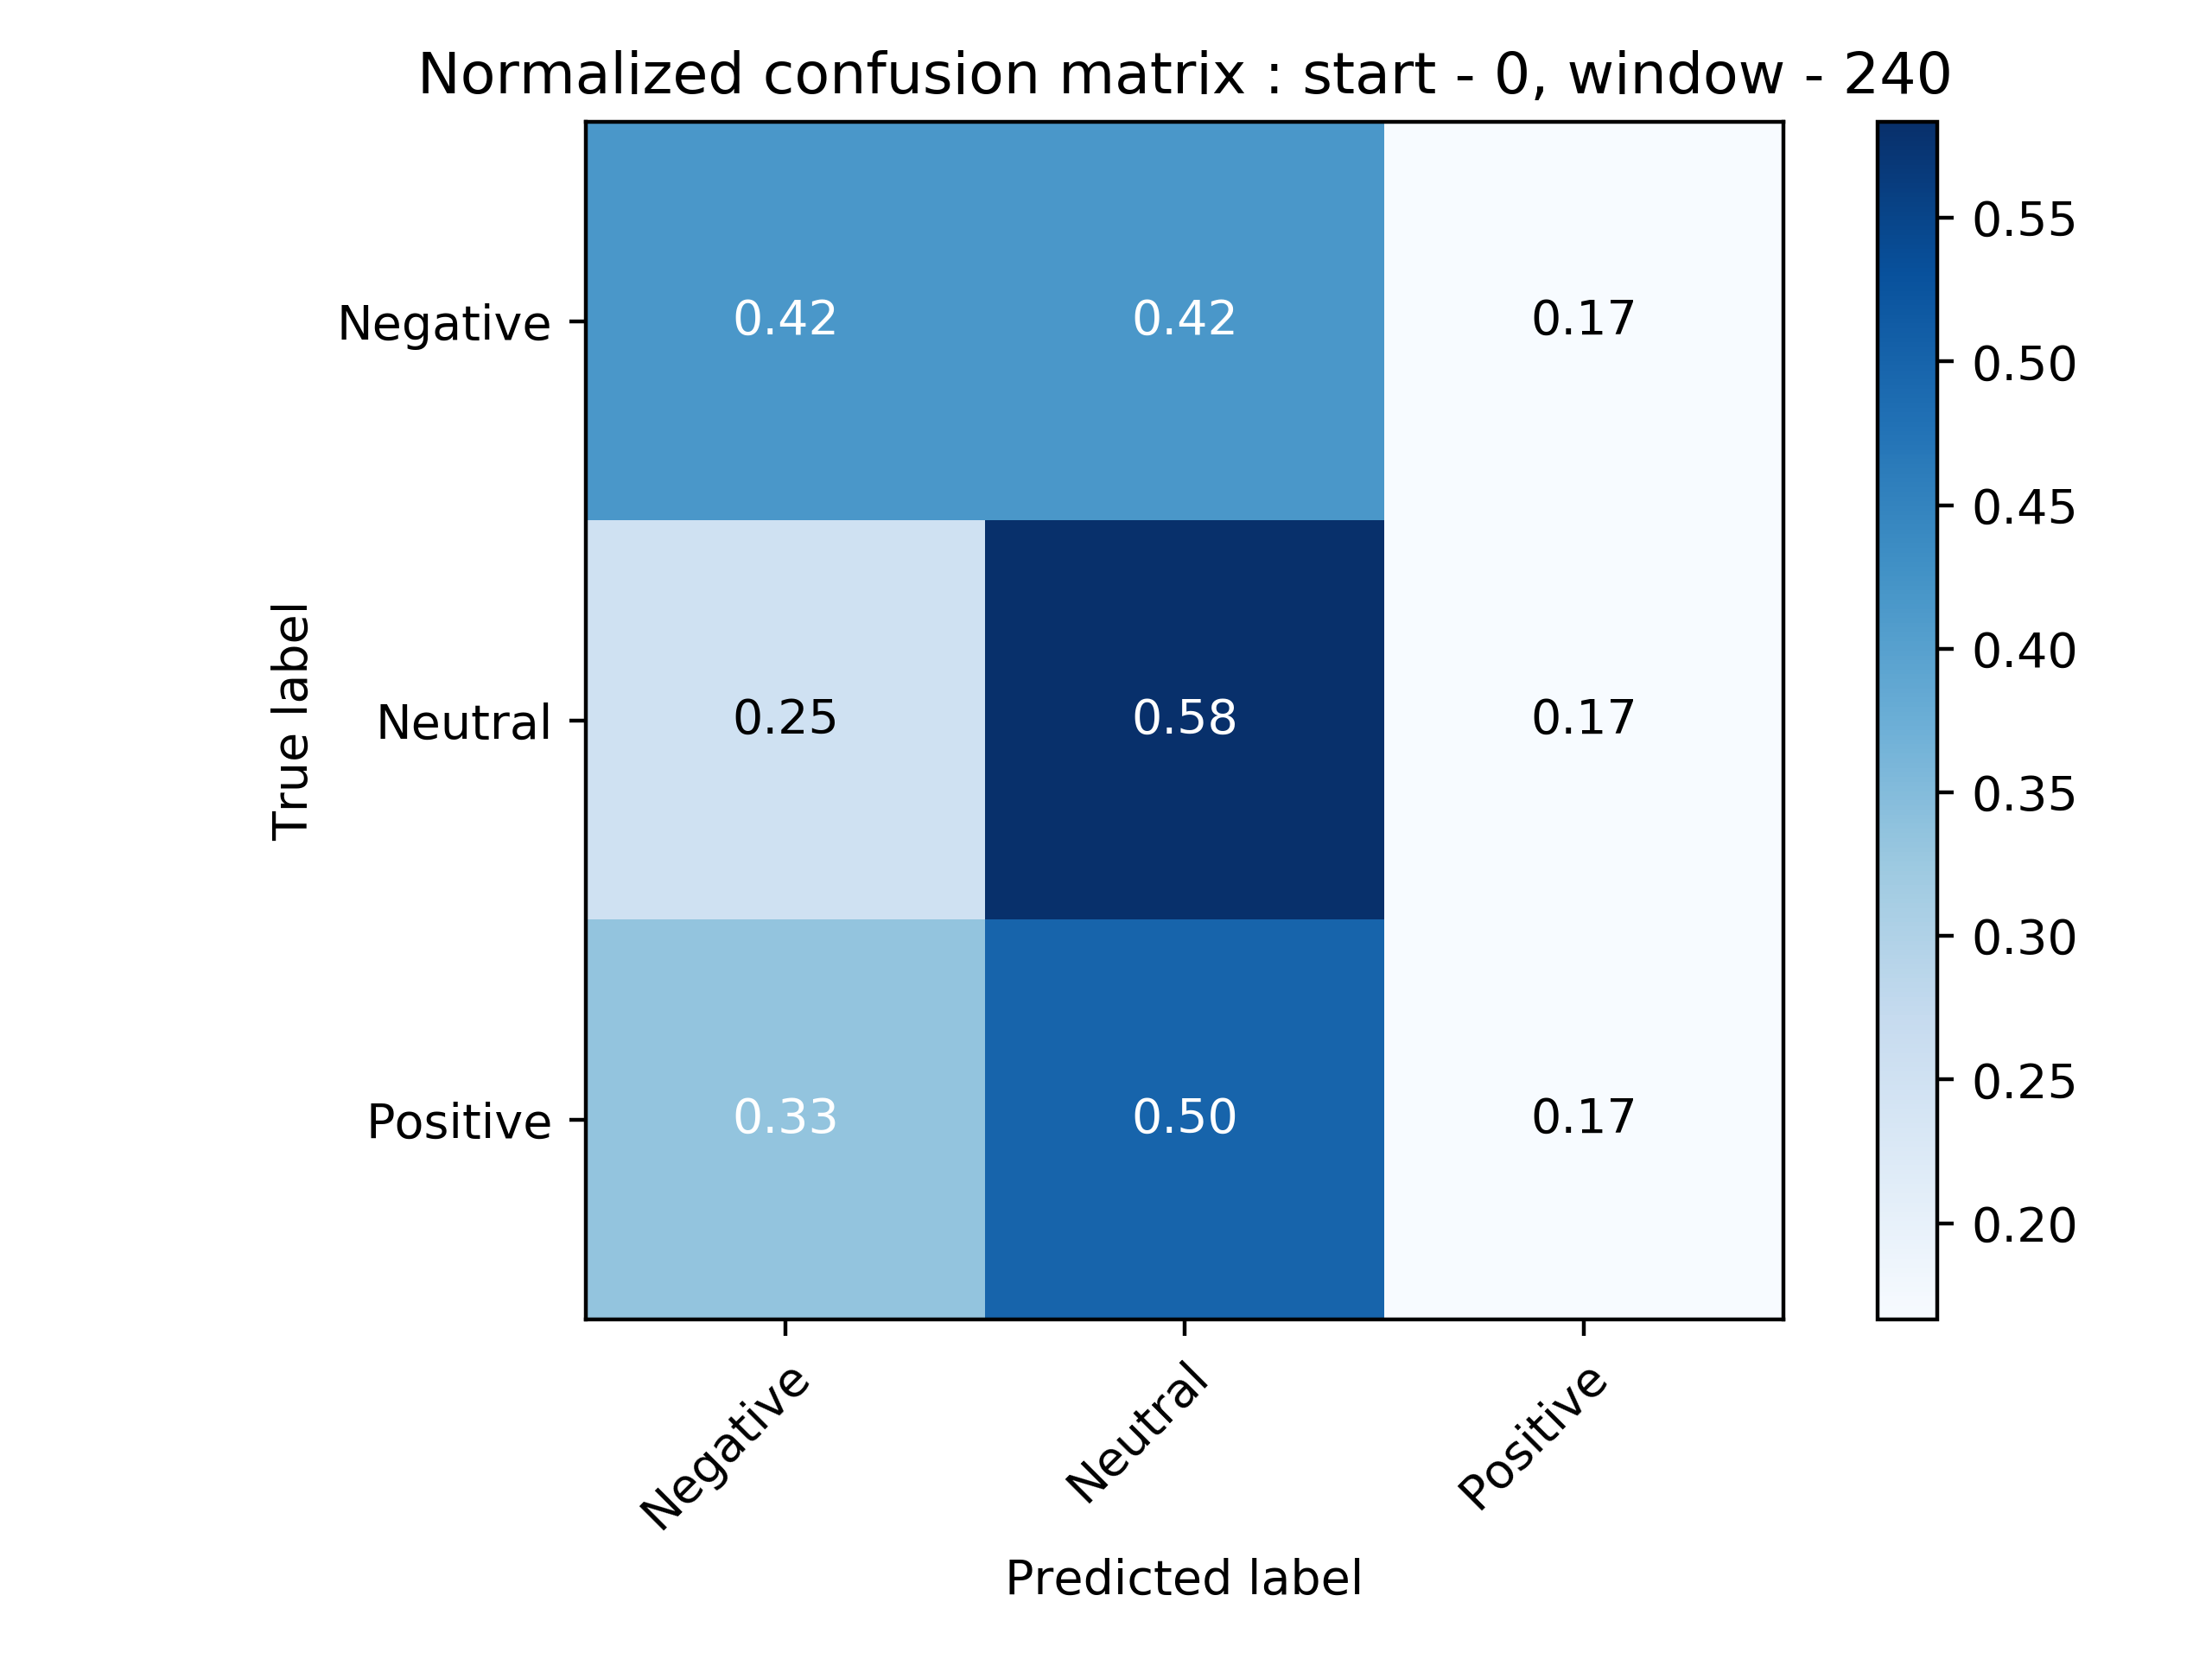 Normalized confusion matrix : start - 0, window - 240
True label
Negative
0.42 0.42 0.17
Neutral
0.25 0.58 0.17
Positive
0.33 0.50 0.17
Negative Neutral Positive
Predicted label
0.55
0.50
0.45
0.40
0.35
0.30
0.25
0.20